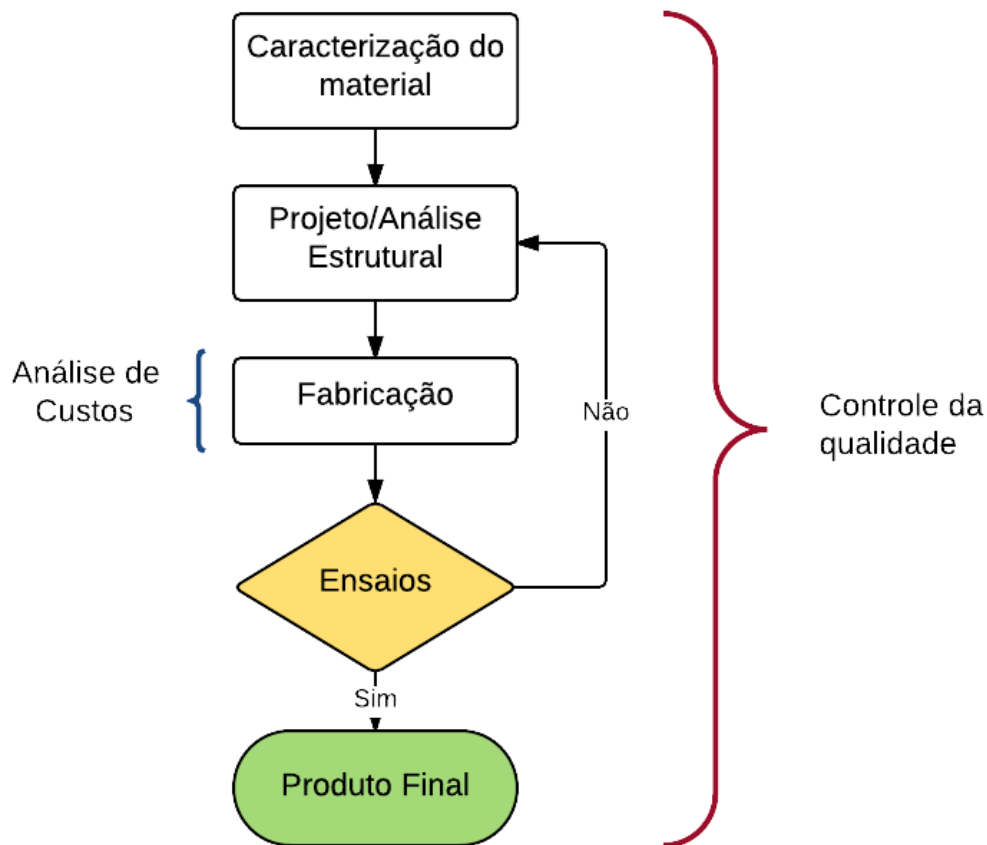 Caracterização do
material
Projeto/Análise
Estrutural
Análise de
Custos
Fabricação
Não
Controle da
qualidade
Ensaios
Sim
Produto Final